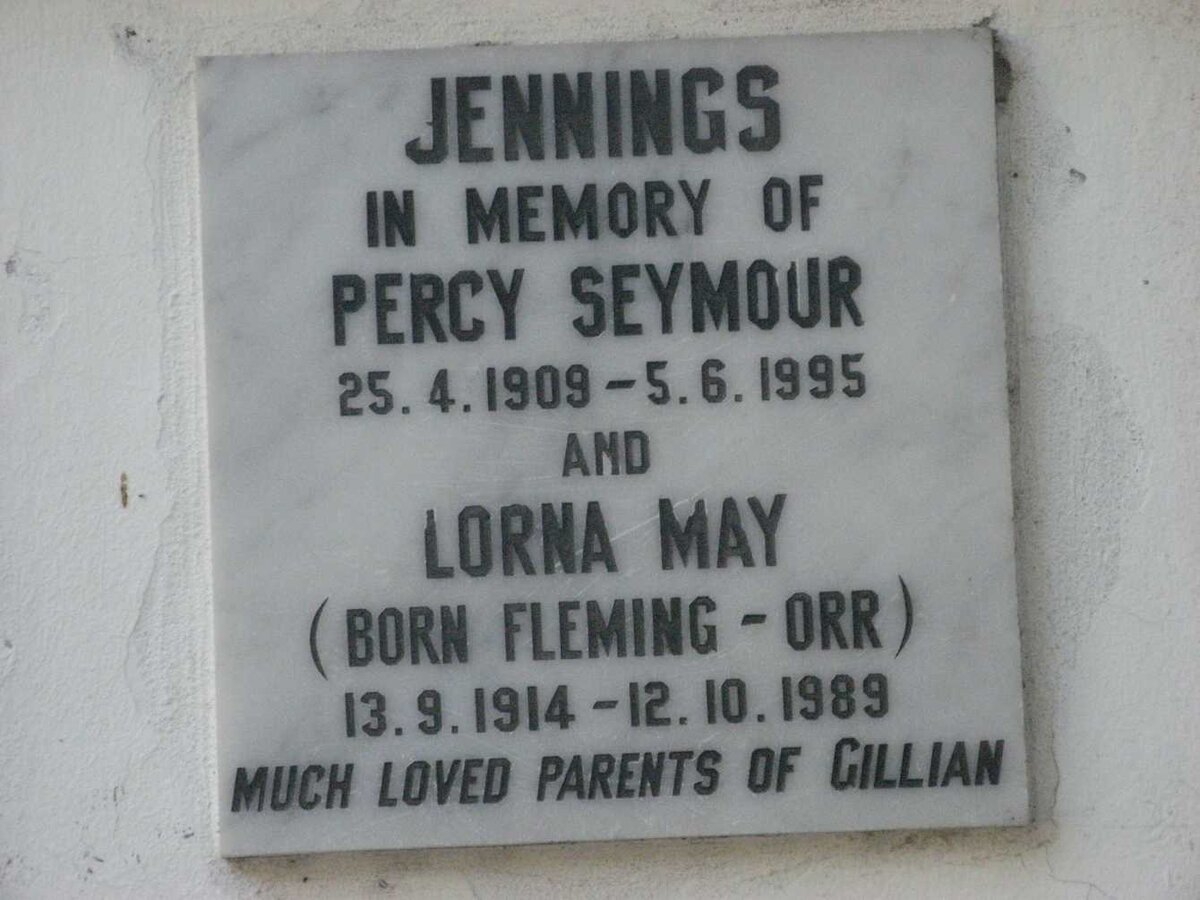 JENNINGS
IN MEMORY OF
PERCY SEYMOUR
25.4.1909 - 5.6.1995
AND
LORNA MAY
(BORN FLEMING - ORR)
13.9.1914 - 12.10.1989
MUCH LOVED PARENTS OF GILLIAN